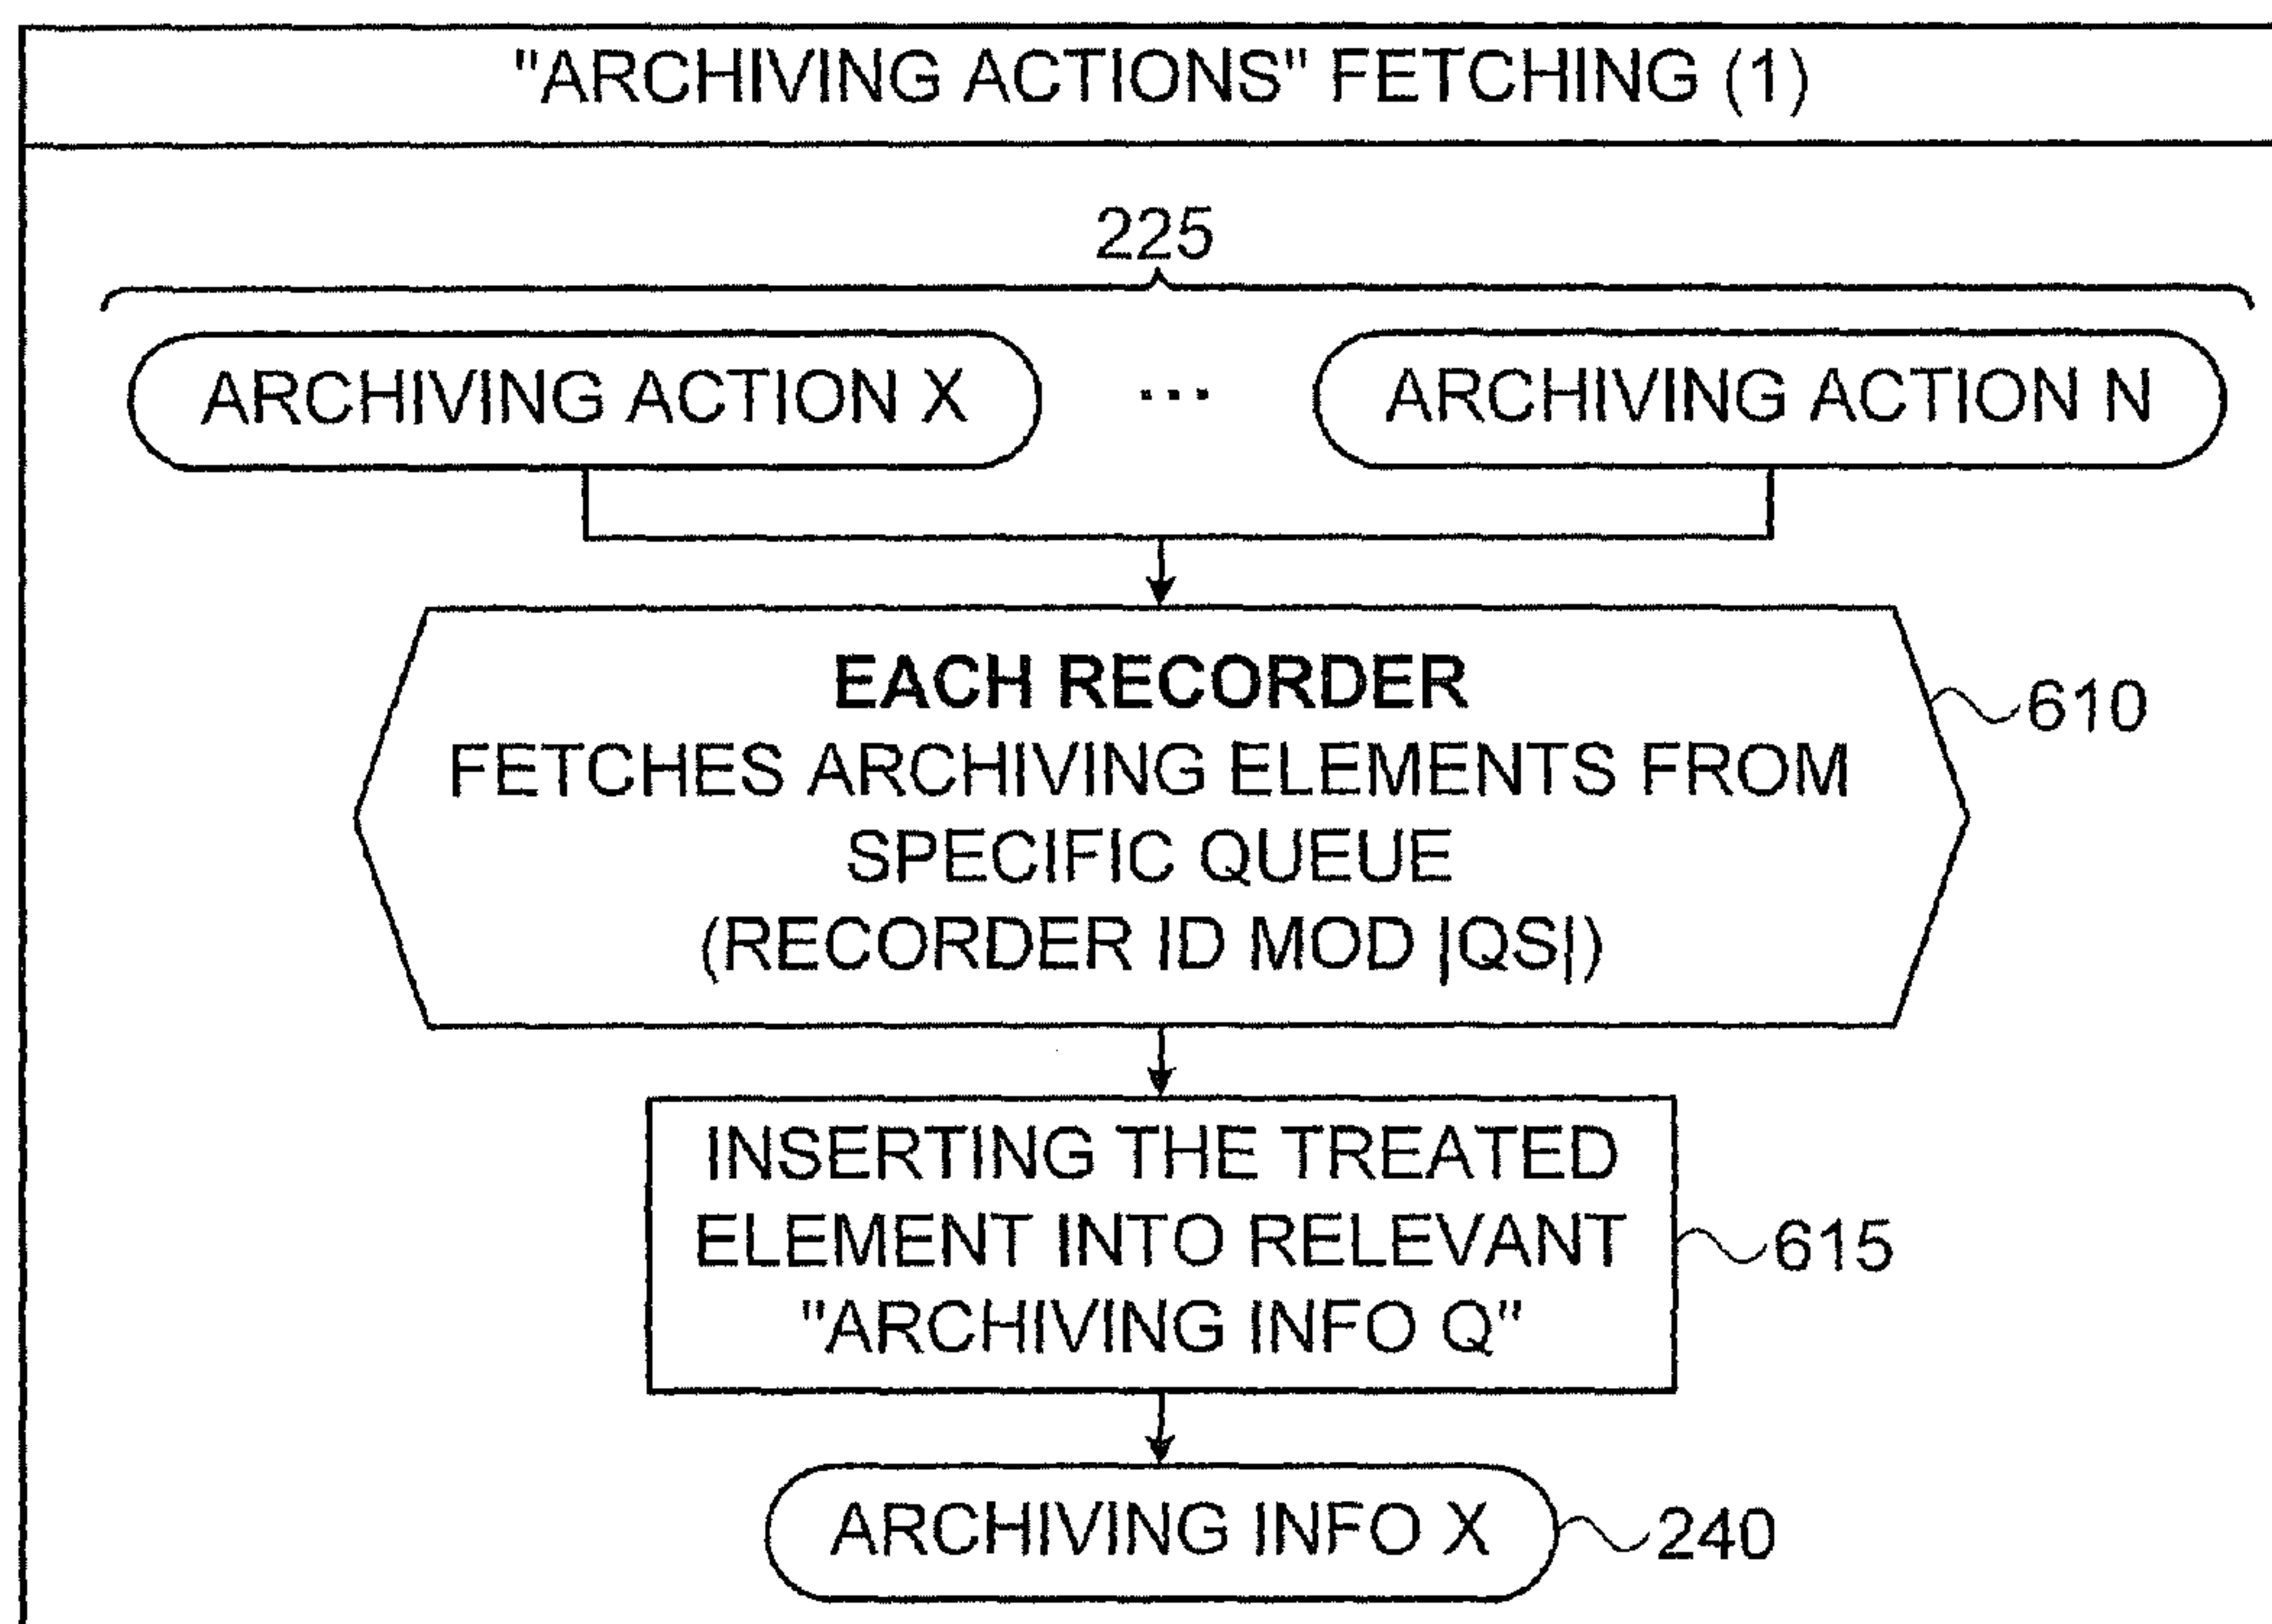 "ARCHIVING ACTIONS" FETCHING (1)
225
ARCHIVING ACTION X ... ARCHIVING ACTION N
EACH RECORDER
FETCHES ARCHIVING ELEMENTS FROM
SPECIFIC QUEUE
(RECORDER ID MOD |QS|)
610
INSERTING THE TREATED
ELEMENT INTO RELEVANT
"ARCHIVING INFO Q"
615
ARCHIVING INFO X
240